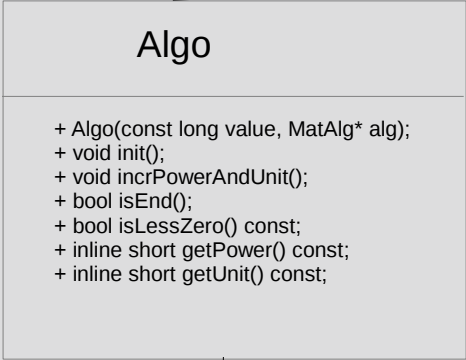 Algo
+ Algo(const long value, MatAlg* alg);
+ void init();
+ void incrPowerAndUnit();
+ bool isEnd();
+ bool isLessZero() const;
+ inline short getPower() const;
+ inline short getUnit() const;